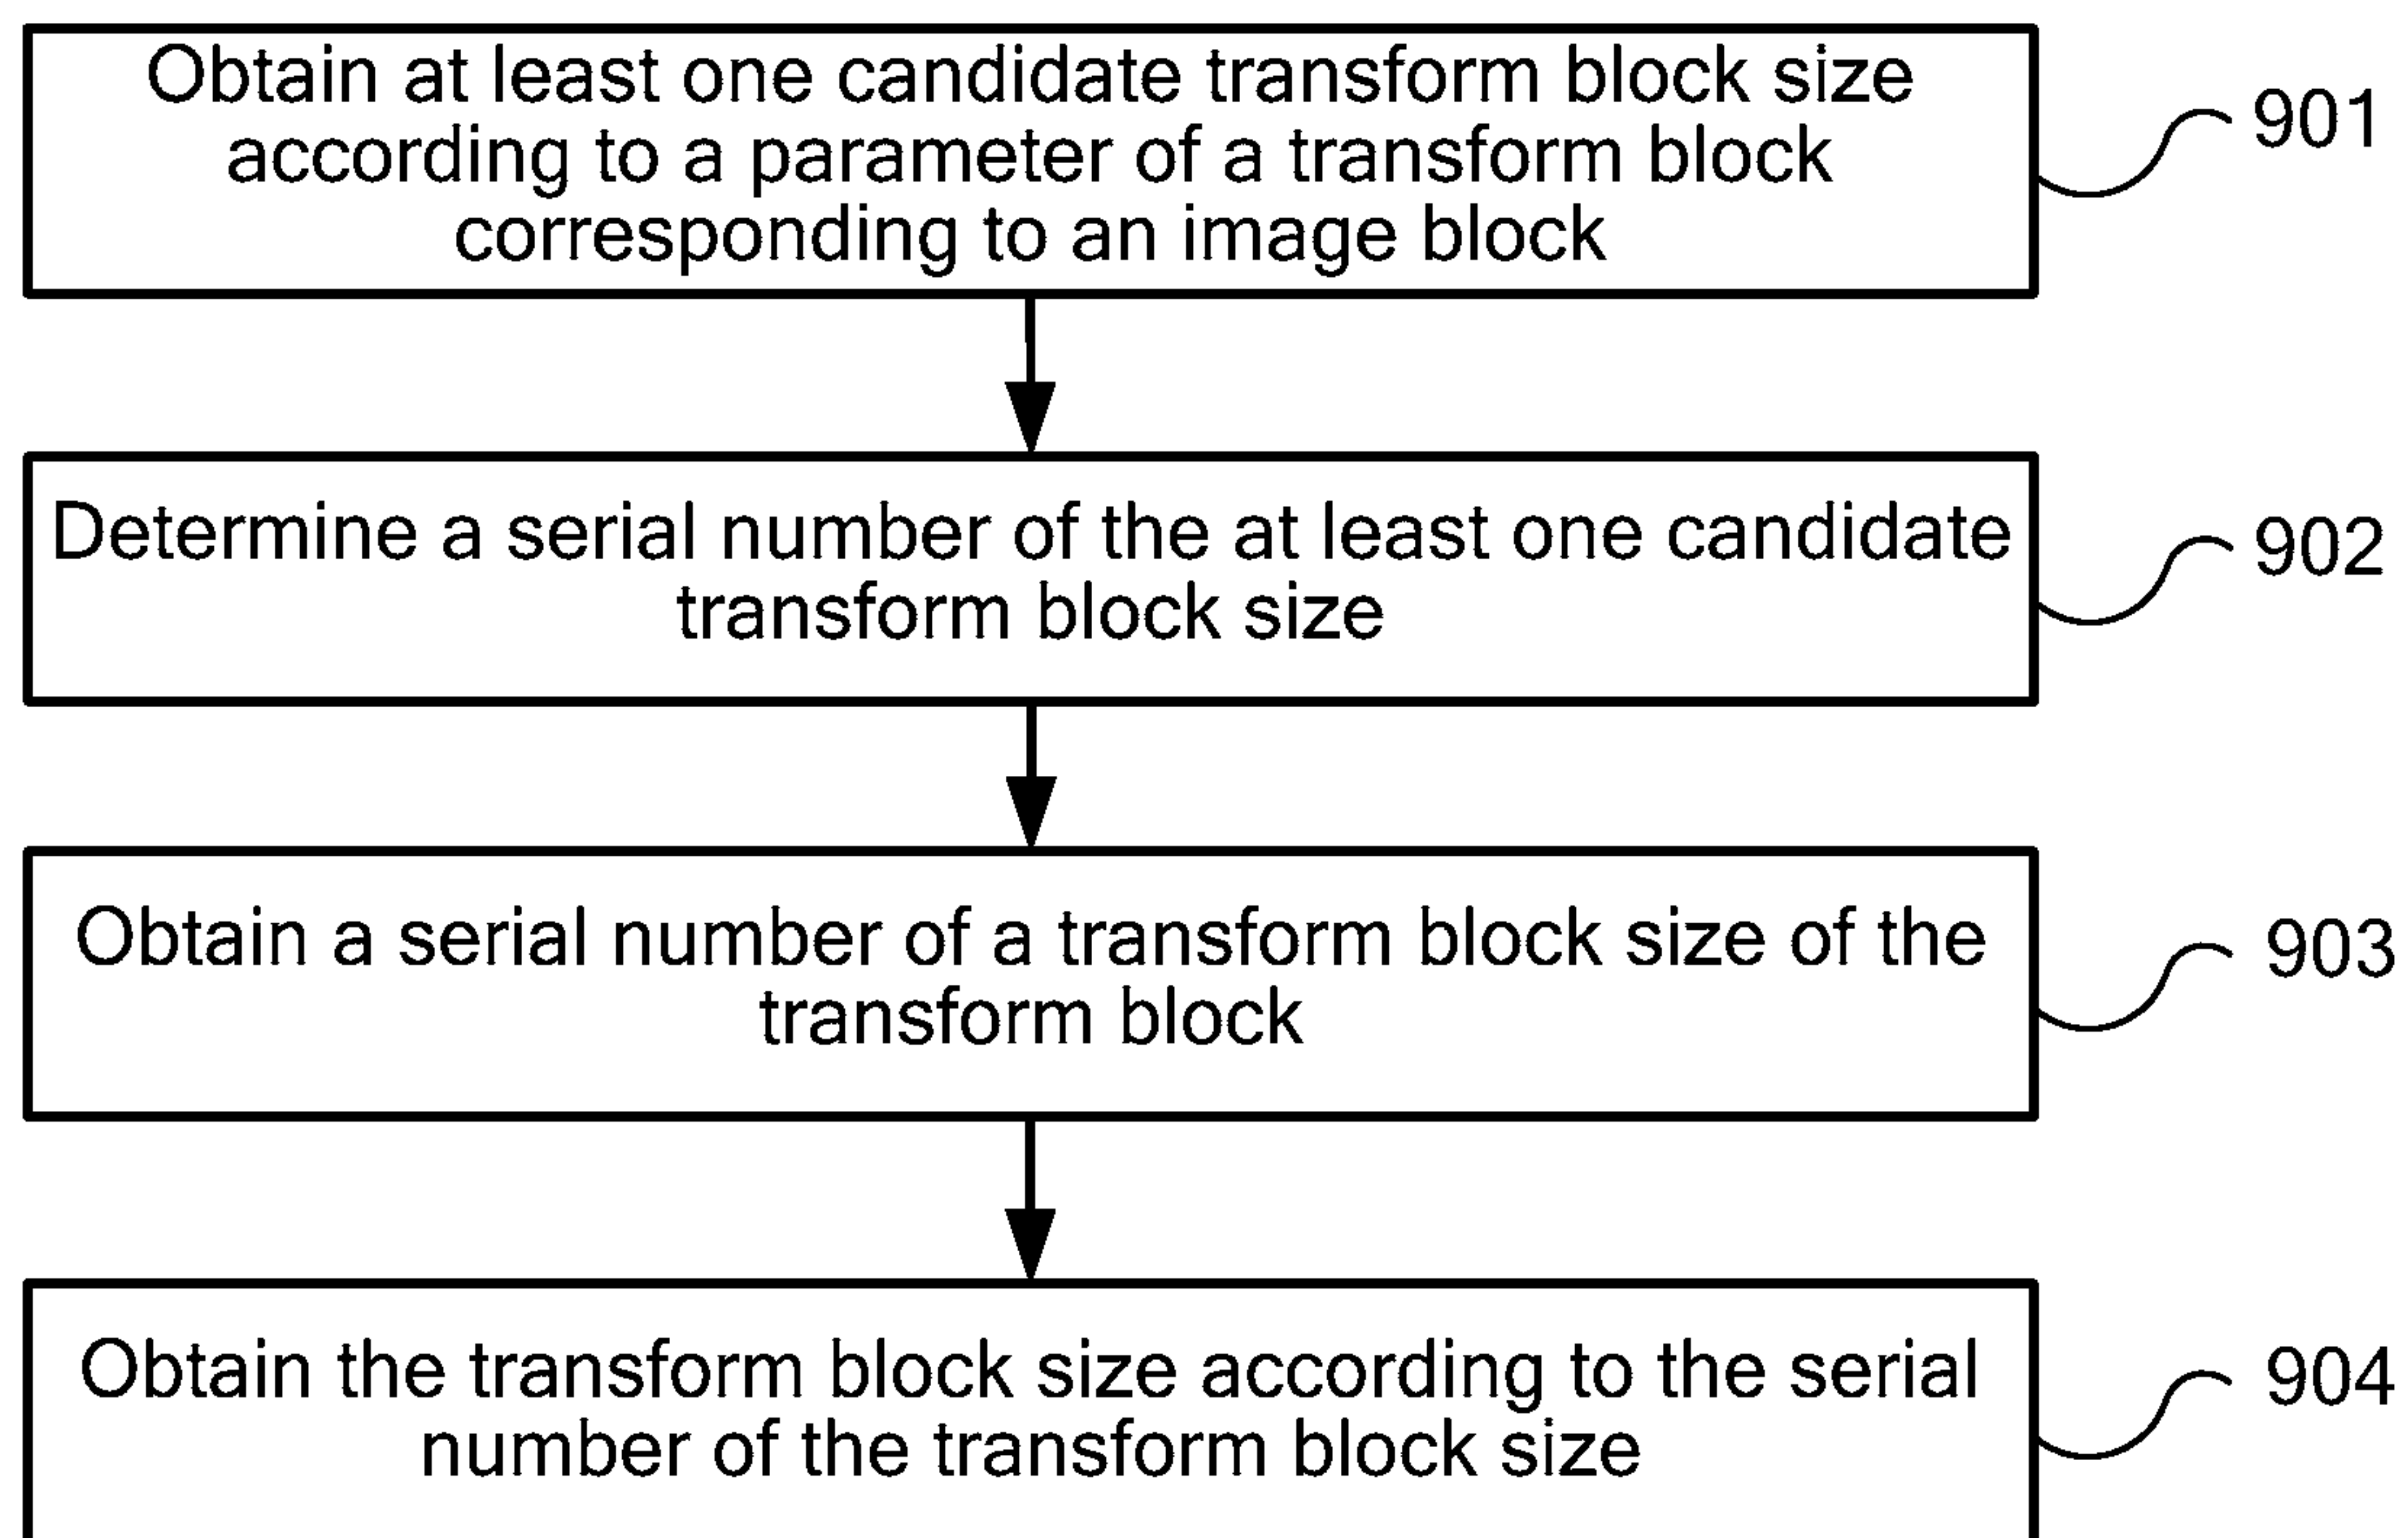 Obtain at least one candidate transform block size
according to a parameter of a transform block
corresponding to an image block
901
Determine a serial number of the at least one candidate
transform block size
902
Obtain a serial number of a transform block size of the
transform block
903
Obtain the transform block size according to the serial
number of the transform block size
904